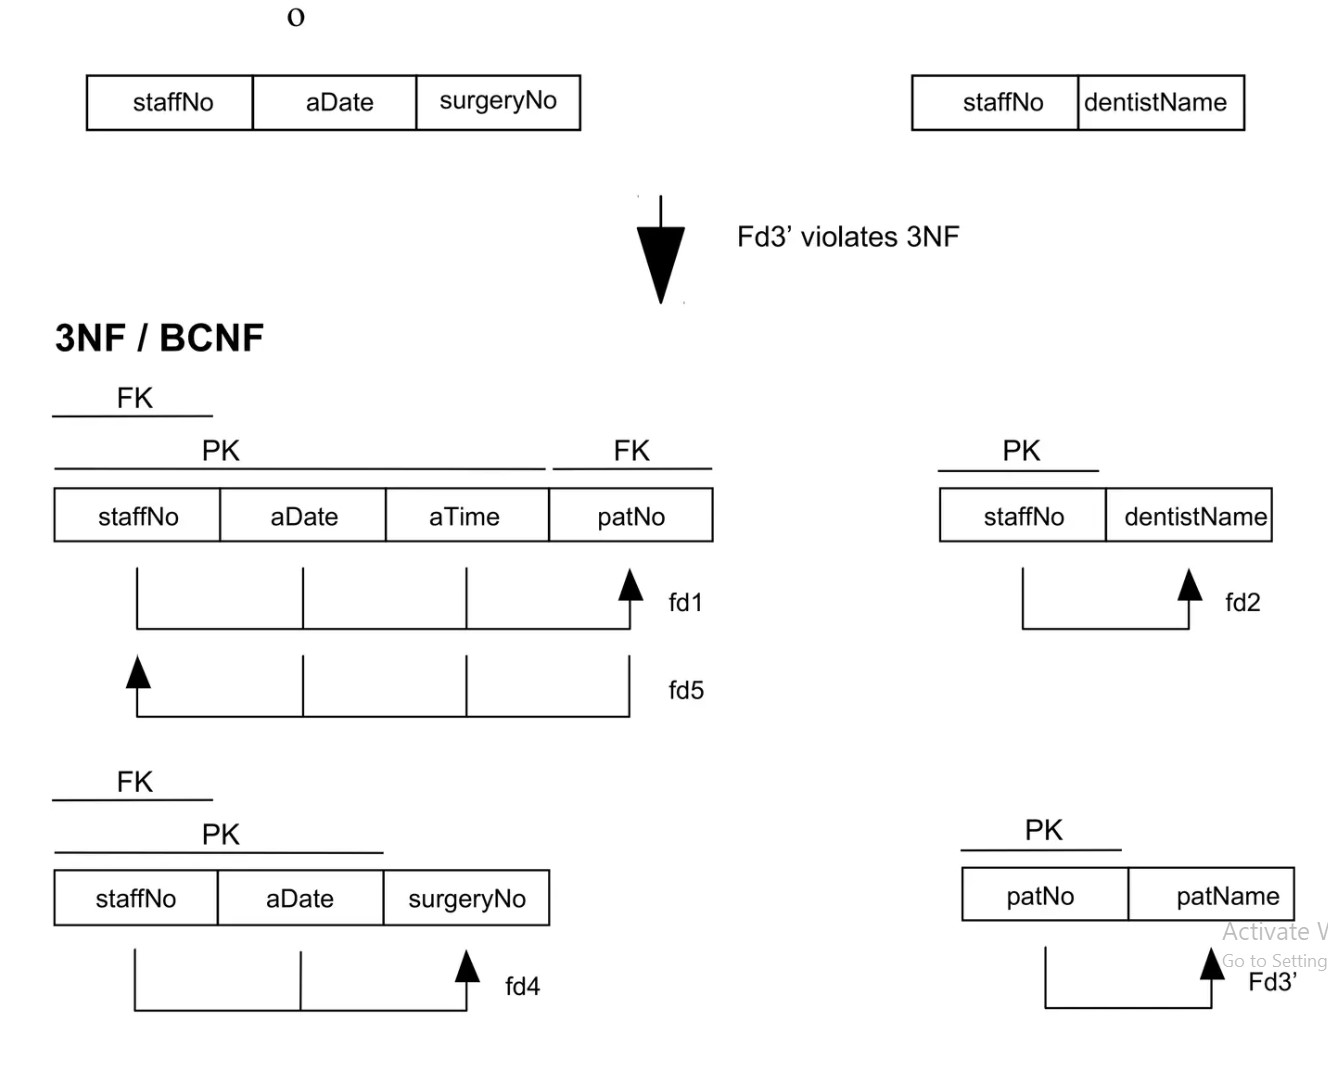 o
staffNo aDate surgeryNo staffNo dentistName
Fd3’ violates 3NF
3NF / BCNF
FK
PK FK PK
staffNo aDate aTime patNo staffNo dentistName
fd1 fd2
fd5
FK
PK PK
staffNo aDate surgeryNo patNo patName
Activate
Go to Setting
fd4 Fd3’